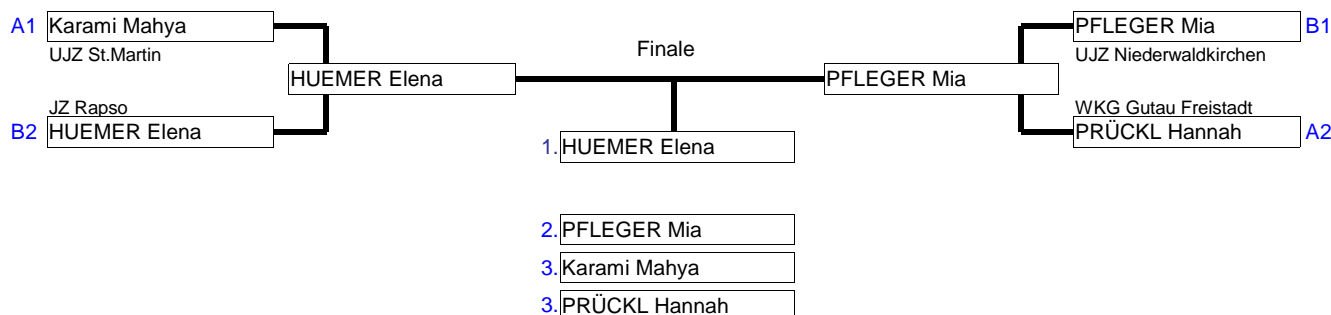 A1 Karami Mahya
UJZ St.Martin
HUEMER Elena
JZ Rapso
B2 HUEMER Elena
Finale
PFLEGER Mia B1
UJZ Niederwaldkirchen
PFLEGER Mia
WKG Gutau Freistadt
PRÜCKL Hannah A2
1. HUEMER Elena
2. PFLEGER Mia
3. Karami Mahya
3. PRÜCKL Hannah